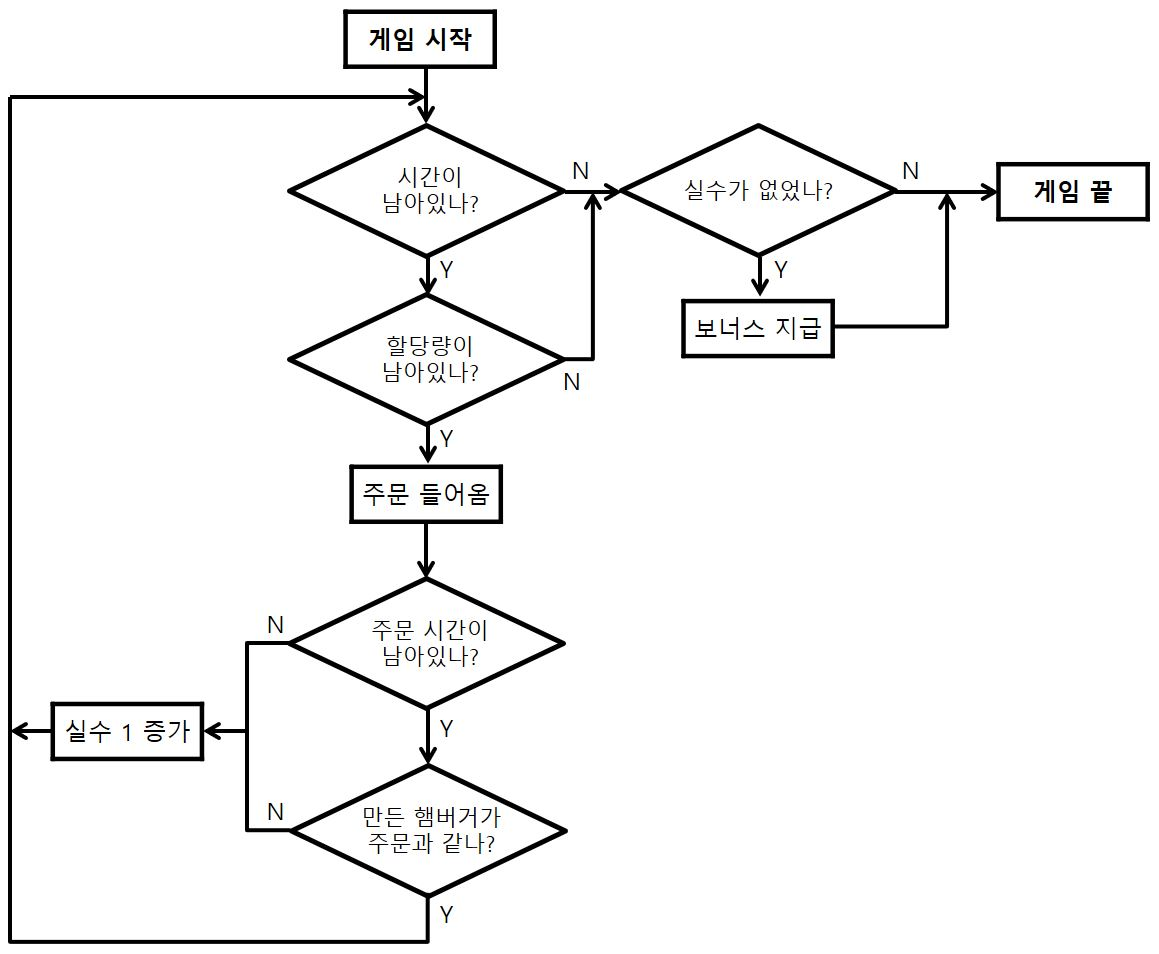 게임 시작
시간이
남아있나?
N
실수가 없었나?
N
게임 끝
Y
Y
보너스 지급
할당량이
남아있나?
N
Y
주문 들어옴
N
주문 시간이
남아있나?
Y
실수 1 증가
N
만든 햄버거가
주문과 같나?
Y